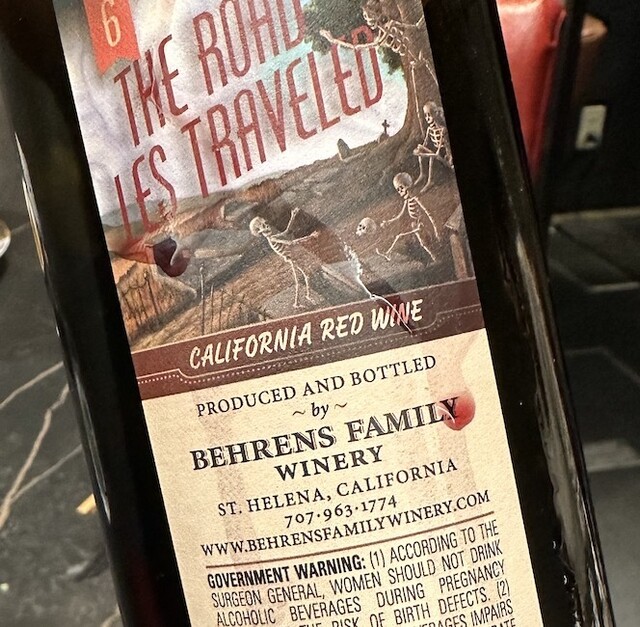 6
THE ROAD
LES TRAVELED
CALIFORNIA RED WINE
PRODUCED AND BOTTLED
~ by ~
BEHRENS FAMILY
WINERY
ST. HELENA, CALIFORNIA
707·963·1774
WWW.BEHRENSFAMILYWINERY.COM
GOVERNMENT WARNING: (1) ACCORDING TO THE
SURGEON GENERAL, WOMEN SHOULD NOT DRINK
ALCOHOLIC BEVERAGES DURING PREGNANCY
THE RISK OF BIRTH DEFECTS. (2)
IMPAIRS